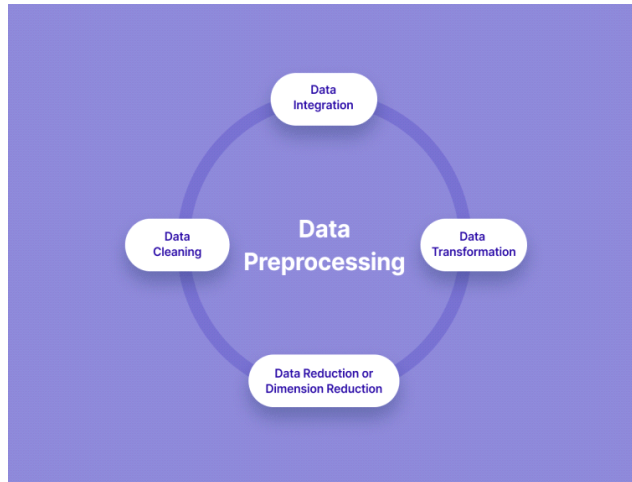 Data
Integration
Data
Cleaning
Data
Preprocessing
Data
Transformation
Data Reduction or
Dimension Reduction